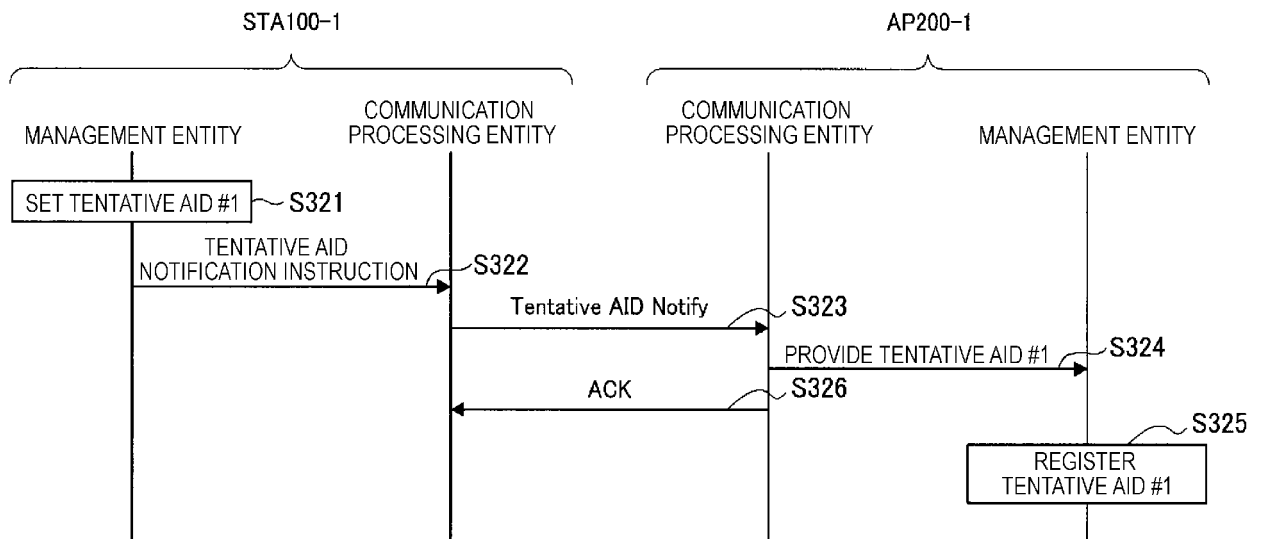 STA100-1
AP200-1
MANAGEMENT ENTITY
COMMUNICATION
PROCESSING ENTITY
COMMUNICATION
PROCESSING ENTITY
MANAGEMENT ENTITY
SET TENTATIVE AID #1
S321
TENTATIVE AID
NOTIFICATION INSTRUCTION
S322
Tentative AID Notify
S323
PROVIDE TENTATIVE AID #1
S324
ACK
S326
S325
REGISTER
TENTATIVE AID #1